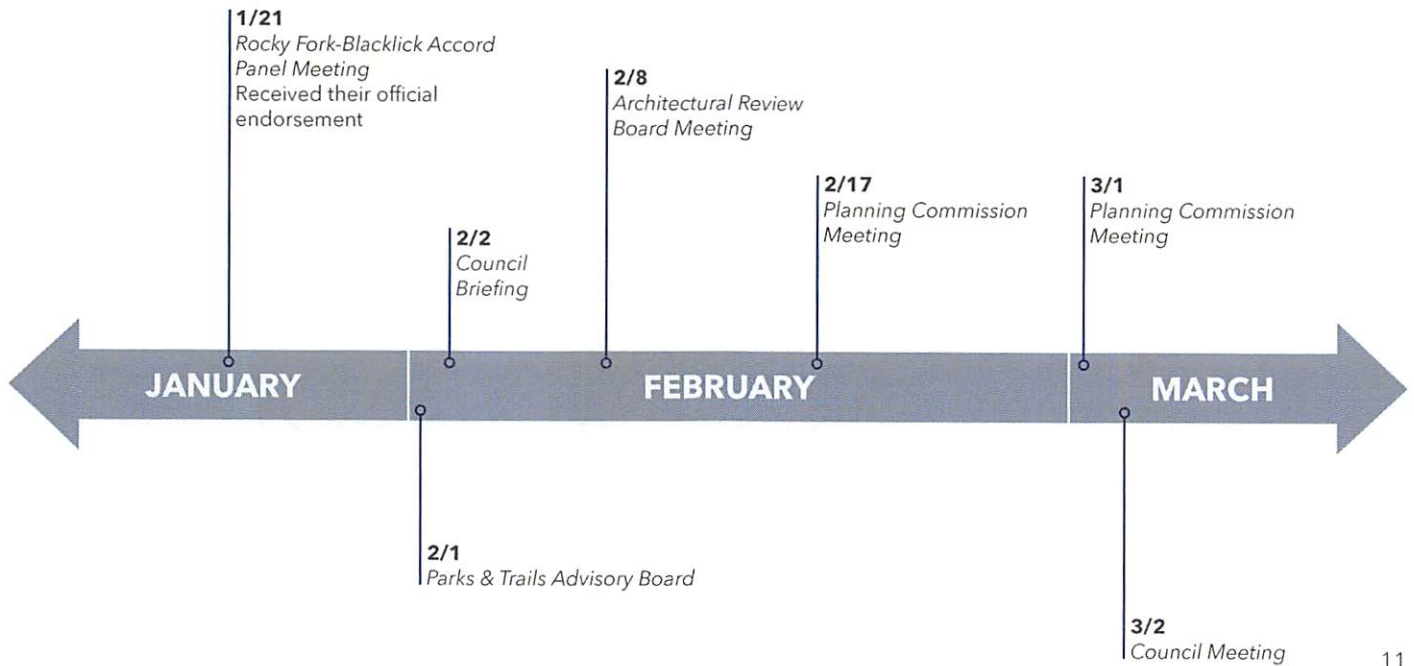 1/21
Rocky Fork-Blacklick Accord
Panel Meeting
Received their official
endorsement
2/8
Architectural Review
Board Meeting
2/17
Planning Commission
Meeting
3/1
Planning Commission
Meeting
2/2
Council
Briefing
JANUARY
FEBRUARY
MARCH
2/1
Parks & Trails Advisory Board
3/2
Council Meeting
11